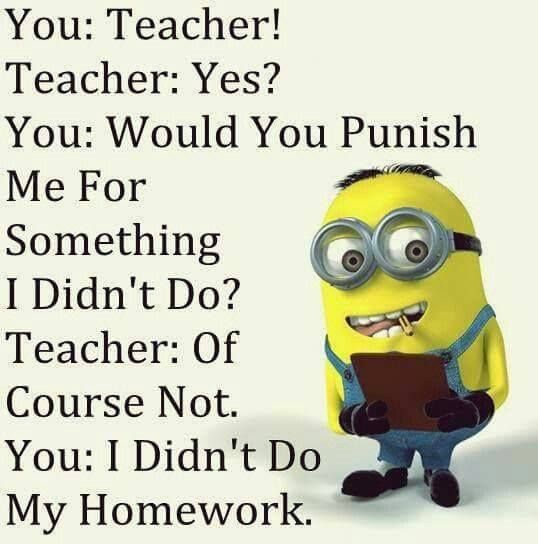 You: Teacher!
Teacher: Yes?
You: Would You Punish
Me For
Something
I Didn't Do?
Teacher: Of
Course Not.
You: I Didn't Do
My Homework.